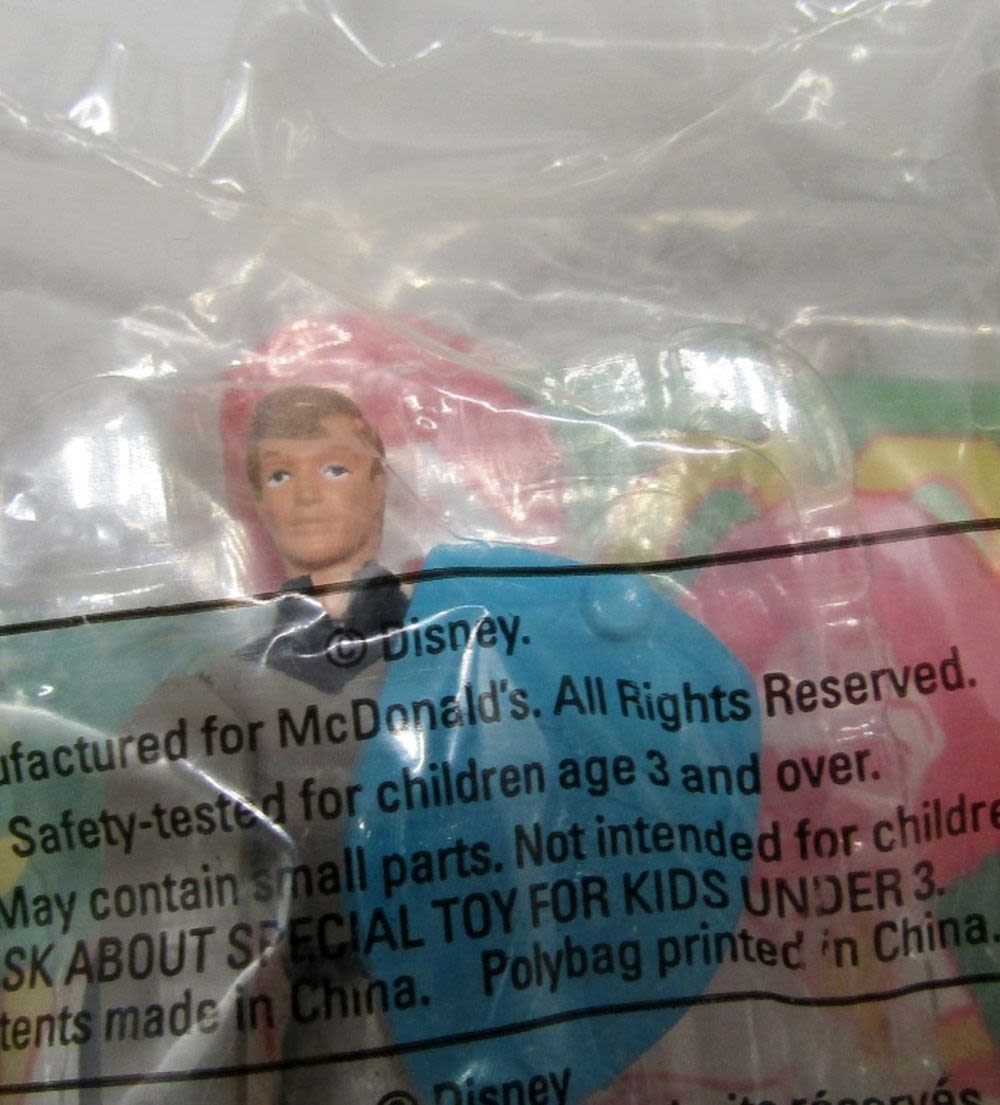 © Disney.
ufactured for McDonald's. All Rights Reserved.
Safety-tested for children age 3 and over.
May contain small parts. Not intended for childre
SK ABOUT SPECIAL TOY FOR KIDS UNDER 3.
tents made in China. Polybag printed in China.
© Disney
its réservés